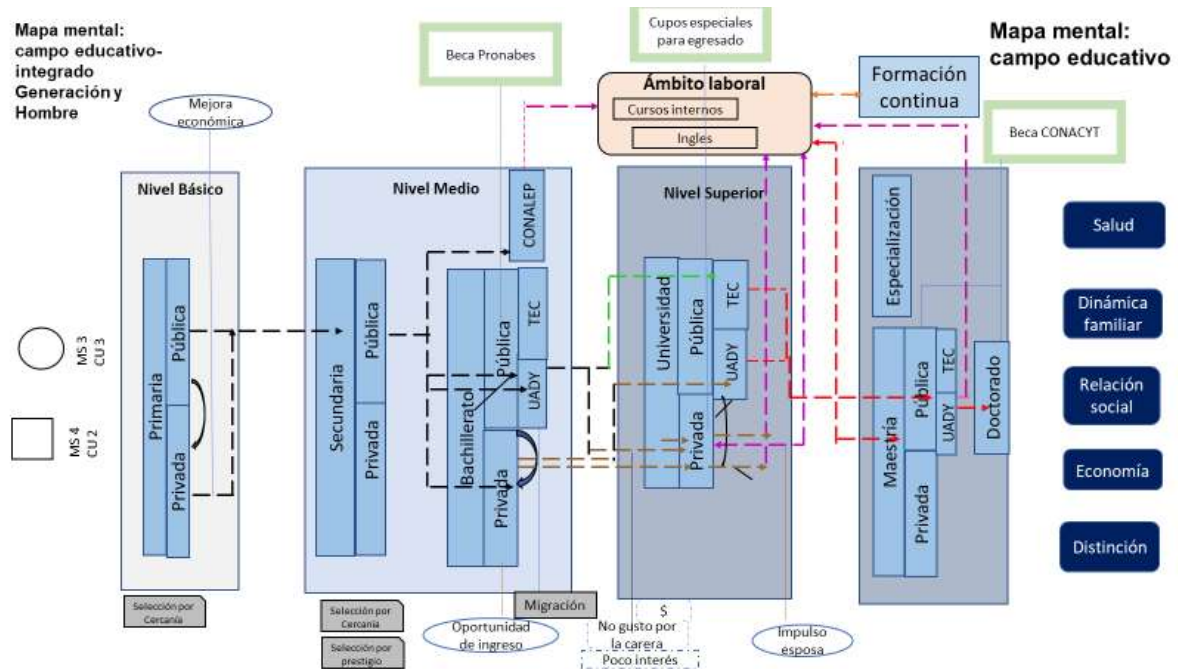 Mapa mental:
campo educativo-
integrado
Generación y
Hombre
Mejora
económica
Beca Pronabes
Cupos especiales
para egresado
Ámbito laboral
Cursos internos
Ingles
Formación
continua
Mapa mental:
campo educativo
Beca CONACYT
Nivel Básico
Nivel Medio
Nivel Superior
MS 3
CU 3
MS 4
CU 2
Primaria
Pública
Privada
Secundaria
Pública
Privada
CONALEP
Bachillerato
Pública
Privada
TEC
UADY
Universidad
Pública
Privada
TEC
UADY
Especialización
Maestría
Pública
Privada
TEC
UADY
Doctorado
Salud
Dinámica
familiar
Relación
social
Economía
Distinción
Selección por
Cercanía
Selección por
Cercanía
Selección por
prestigio
Oportunidad
de ingreso
Migración
$
No gusto por
la carera
Poco interés
Impulso
esposa